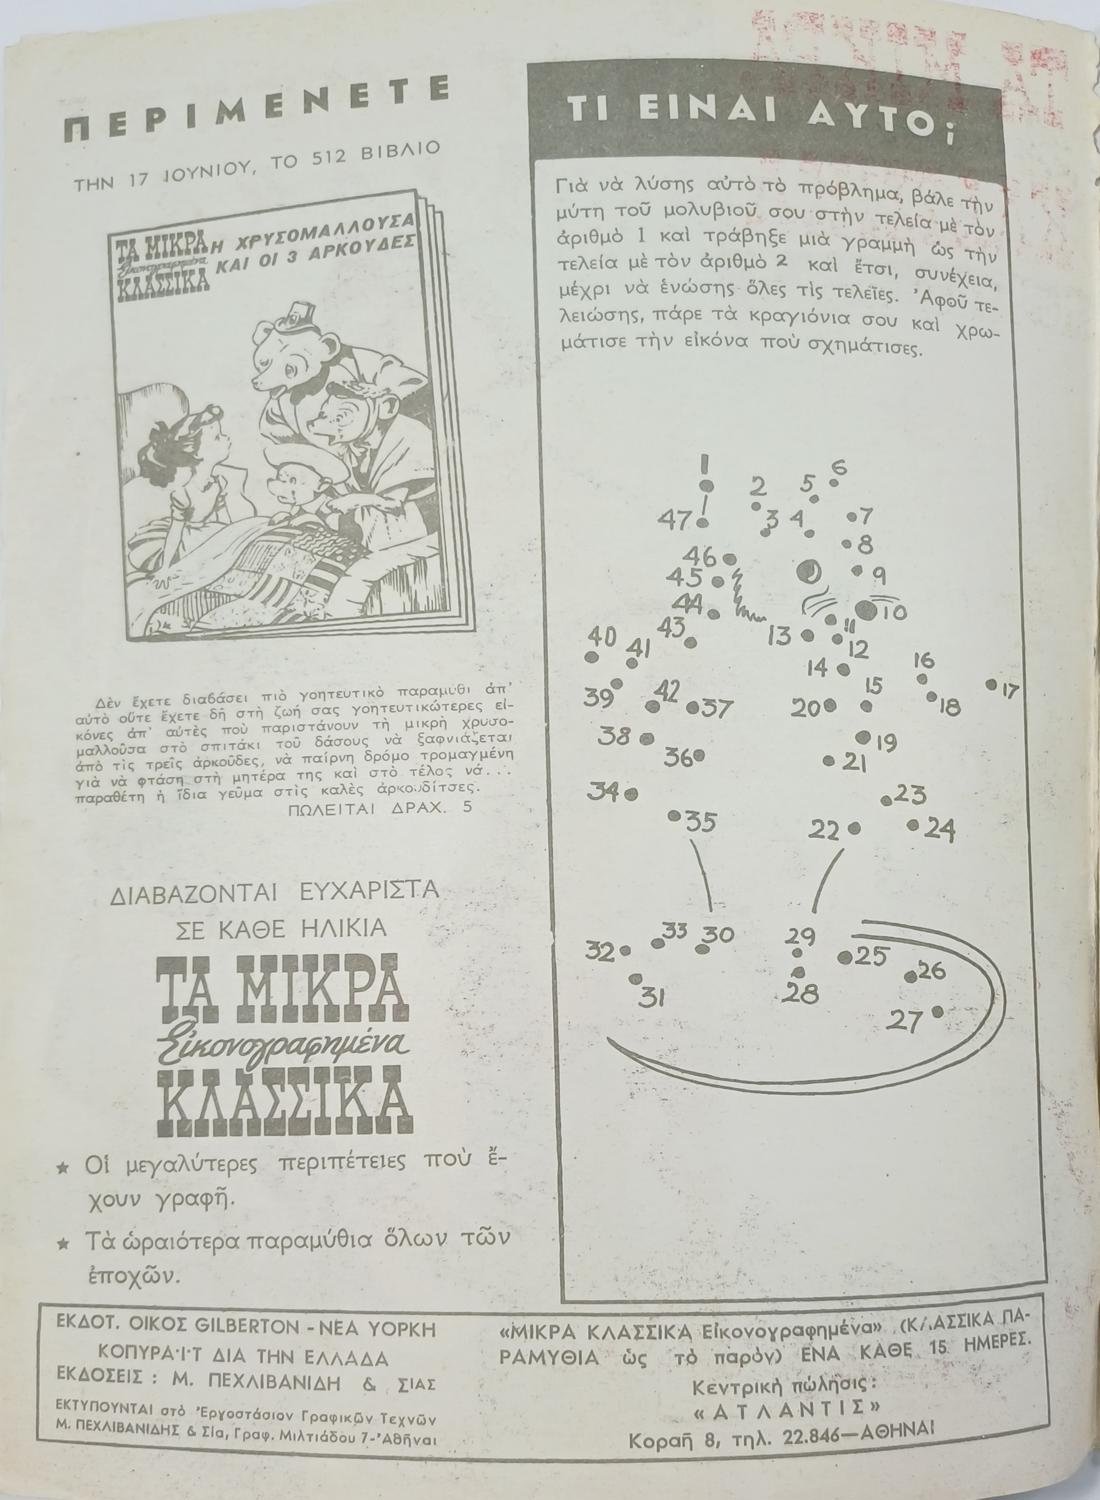 ΠΕΡΙΜΕΝΕΤΕ
ΤΗΝ 17 ΙΟΥΝΙΟΥ, ΤΟ 512 ΒΙΒΛΙΟ
ΤΑ ΜΙΚΡΑ
Εἰκονογραφημένα
ΚΛΑΣΣΙΚΑ
Η ΧΡΥΣΟΜΑΛΛΟΥΣΑ
ΚΑΙ ΟΙ 3 ΑΡΚΟΥΔΕΣ
Δὲν ἔχετε διαβάσει πιὸ γοητευτικὸ παραμύθι ἀπ'
αὐτὸ οὔτε ἔχετε δῆ στὴ ζωή σας γοητευτικώτερες εἰ-
κόνες ἀπ' αὐτὲς ποὺ παριστάνουν τὴ μικρὴ χρυσο-
μαλλοῦσα στὸ σπιτάκι τοῦ δάσους νὰ ξαφνιάζεται
ἀπὸ τὶς τρεῖς ἀρκοῦδες, νὰ παίρνη δρόμο τρομαγμένη
γιὰ νὰ φτάση στὴ μητέρα της καὶ στὸ τέλος νά...
παραθέτη ἡ ἴδια γεῦμα στὶς καλὲς ἀρκουδίτσες.
ΠΩΛΕΙΤΑΙ ΔΡΑΧ. 5
ΔΙΑΒΑΖΟΝΤΑΙ ΕΥΧΑΡΙΣΤΑ
ΣΕ ΚΑΘΕ ΗΛΙΚΙΑ
ΤΑ ΜΙΚΡΑ
Εἰκονογραφημένα
ΚΛΑΣΣΙΚΑ
★ Οἱ μεγαλύτερες περιπέτειες ποὺ ἔ-
χουν γραφῆ.
★ Τὰ ὡραιότερα παραμύθια ὅλων τῶν
ἐποχῶν.
ΤΙ ΕΙΝΑΙ ΑΥΤΟ;
Γιὰ νὰ λύσης αὐτὸ τὸ πρόβλημα, βάλε τὴν
μύτη τοῦ μολυβιοῦ σου στὴν τελεία μὲ τὸν
ἀριθμὸ 1 καὶ τράβηξε μιὰ γραμμὴ ὡς τὴν
τελεία μὲ τὸν ἀριθμὸ 2 καὶ ἔτσι, συνέχεια,
μέχρι νὰ ἑνώσης ὅλες τὶς τελεῖες. Ἀφοῦ τε-
λειώσης, πάρε τὰ κραγιόνια σου καὶ χρω-
μάτισε τὴν εἰκόνα ποὺ σχημάτισες.
1
2 5 6
47 3 4 7
46 8
45 9
44 10
43 13 11
40 41 12
14 16
39 42 37 20 15 18 17
38 19
36 21
34 23
35 22 24
33 30 29
32 25 26
31 28
27
ΕΚΔΟΤ. ΟΙΚΟΣ GILBERTON - ΝΕΑ ΥΟΡΚΗ
ΚΟΠΥΡΑ·Ι·Τ ΔΙΑ ΤΗΝ ΕΛΛΑΔΑ
ΕΚΔΟΣΕΙΣ : Μ. ΠΕΧΛΙΒΑΝΙΔΗ & ΣΙΑΣ
ΕΚΤΥΠΟΥΝΤΑΙ στὸ Ἐργοστάσιον Γραφικῶν Τεχνῶν
Μ. ΠΕΧΛΙΒΑΝΙΔΗΣ & Σία, Γραφ. Μιλτιάδου 7-Ἀθῆναι
«ΜΙΚΡΑ ΚΛΑΣΣΙΚΑ Εἰκονογραφημένα» (ΚΛΑΣΣΙΚΑ ΠΑ-
ΡΑΜΥΘΙΑ ὡς τὸ παρὸν) ΕΝΑ ΚΑΘΕ 15 ΗΜΕΡΕΣ.
Κεντρικὴ πώλησις:
«ΑΤΛΑΝΤΙΣ»
Κοραῆ 8, τηλ. 22.846—ΑΘΗΝΑΙ